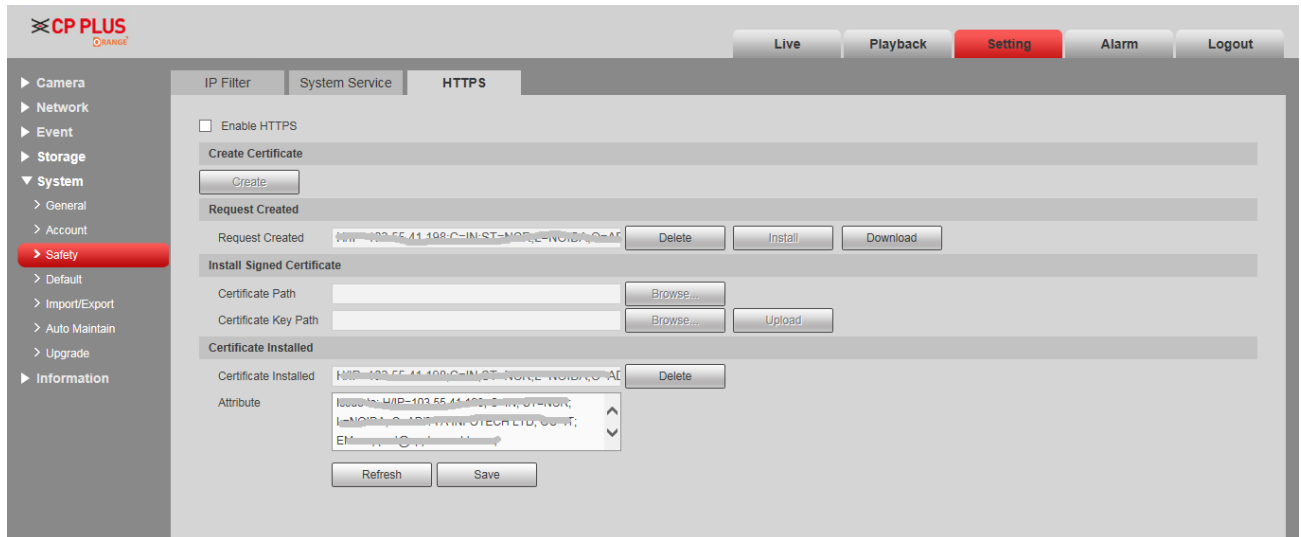 CP PLUS
ORANGE
Live Playback Setting Alarm Logout
Camera
Network
Event
Storage
System
General
Account
Safety
Default
Import/Export
Auto Maintain
Upgrade
Information
IP Filter System Service HTTPS
Enable HTTPS
Create Certificate
Create
Request Created
Request Created Delete Install Download
Install Signed Certificate
Certificate Path Browse...
Certificate Key Path Browse... Upload
Certificate Installed
Certificate Installed Delete
Attribute
Refresh Save